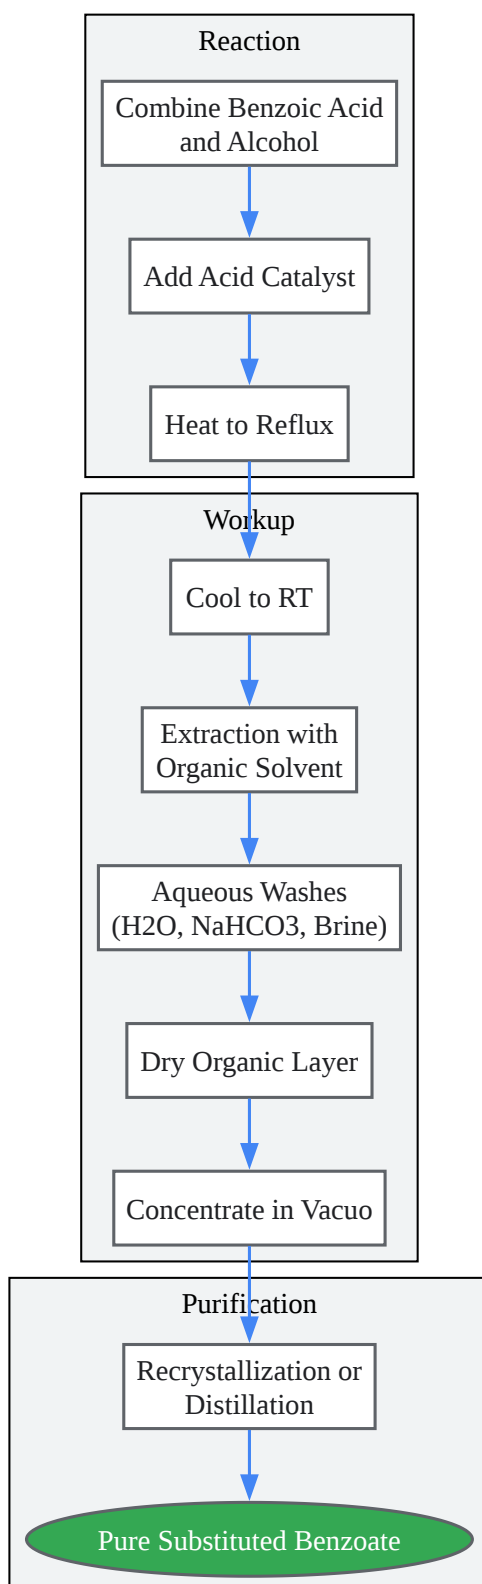 Reaction
Combine Benzoic Acid
and Alcohol
Add Acid Catalyst
Heat to Reflux
Workup
Cool to RT
Extraction with
Organic Solvent
Aqueous Washes
(H2O, NaHCO3, Brine)
Dry Organic Layer
Concentrate in Vacuo
Purification
Recrystallization or
Distillation
Pure Substituted Benzoate